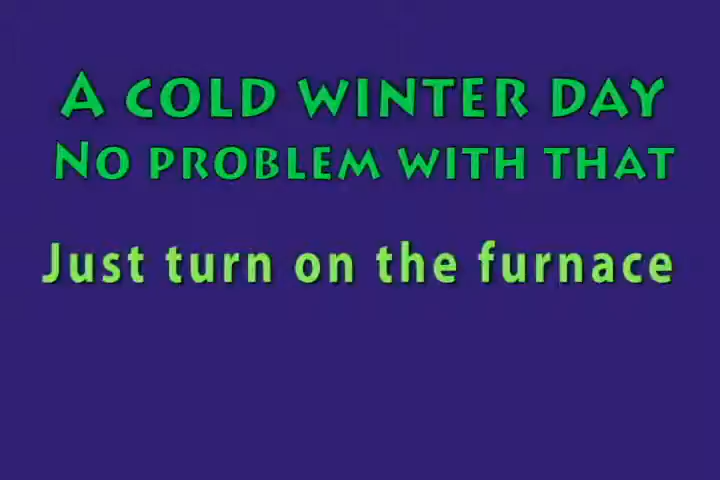 A COLD WINTER DAY
NO PROBLEM WITH THAT
Just turn on the furnace